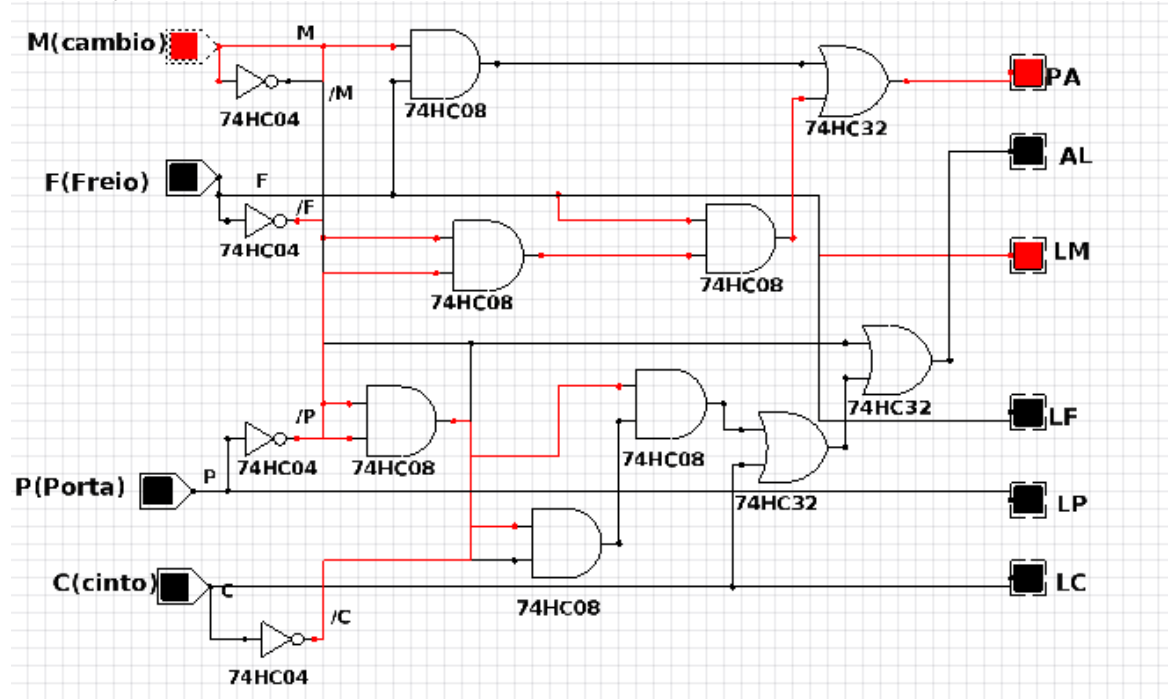 M(cambio)
M
/M
74HC04
74HC08
74HC32
PA
AL
F(Freio)
F
/F
74HC04
74HC08
74HC08
LM
/P
74HC04
74HC08
74HC08
74HC32
74HC32
LF
P(Porta)
P
LP
C(cinto)
C
/C
74HC04
74HC08
LC